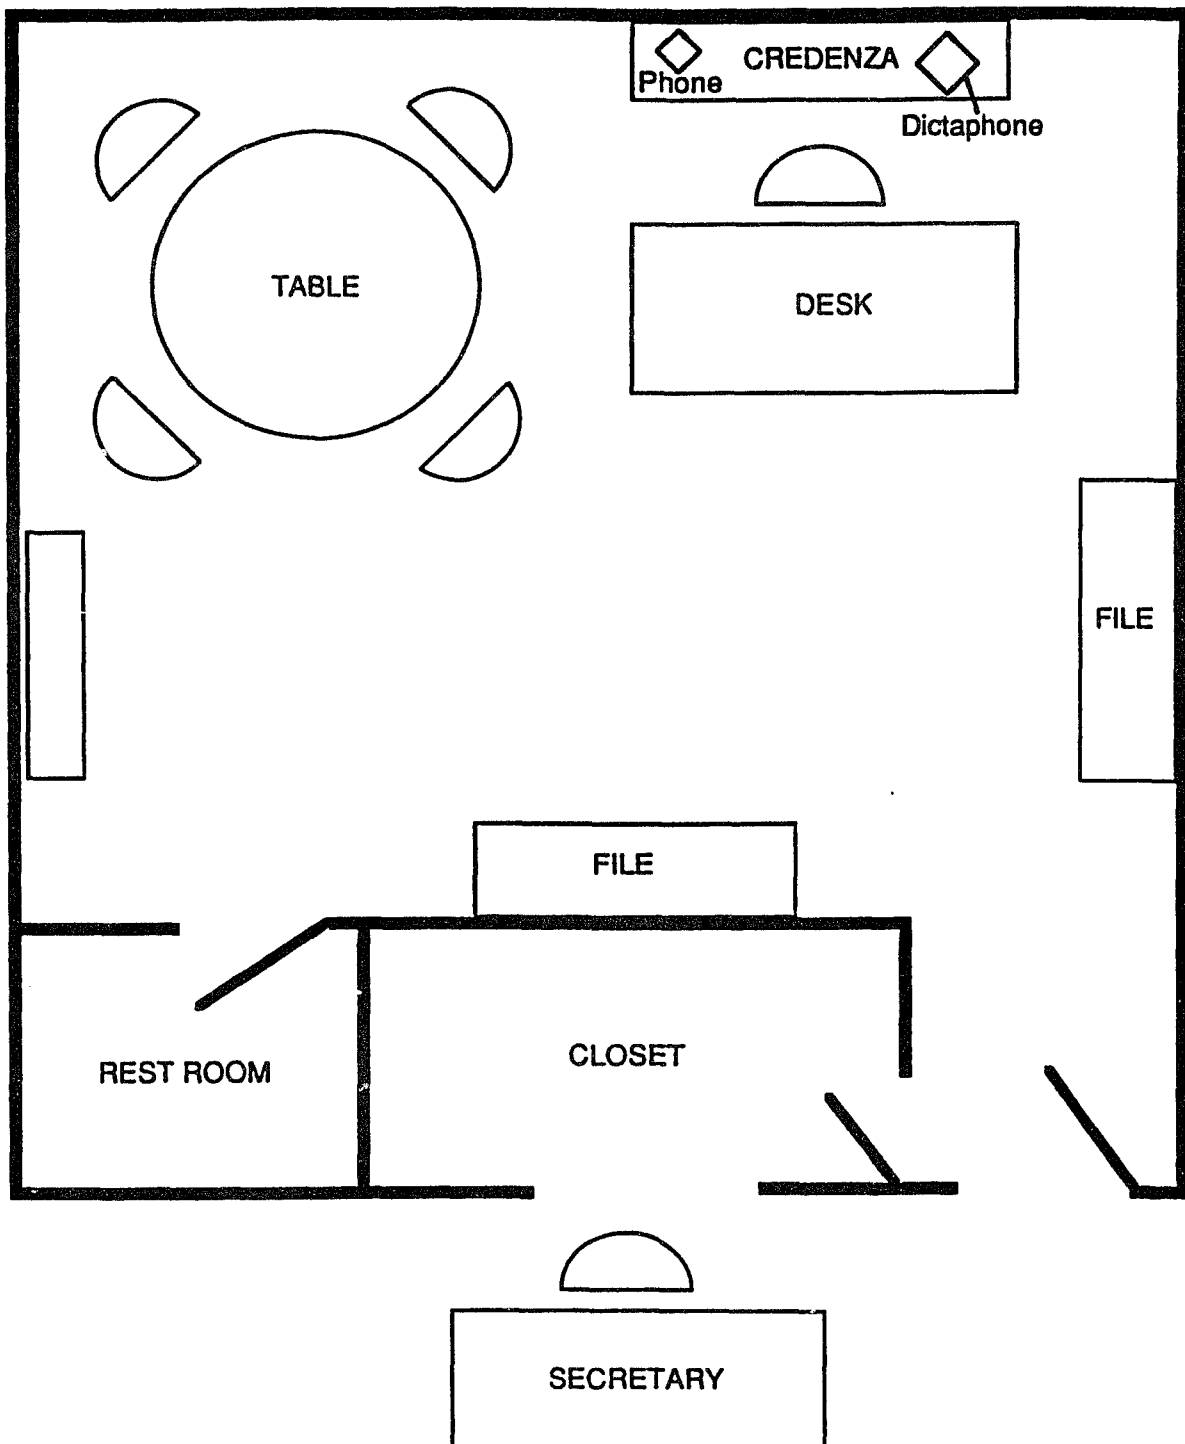 CREDENZA
Phone
Dictaphone
TABLE
DESK
FILE
FILE
CLOSET
REST ROOM
SECRETARY